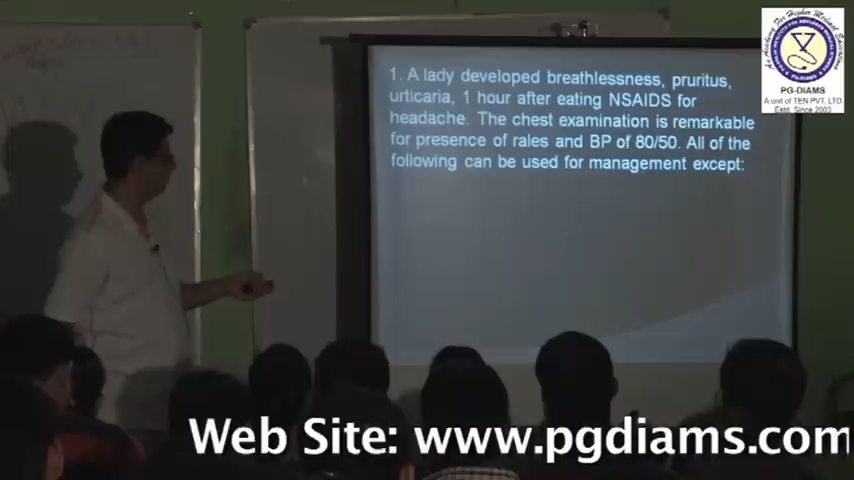 1. A lady developed breathlessness, pruritus,
urticaria, 1 hour after eating NSAIDS for
headache. The chest examination is remarkable
for presence of rales and BP of 80/50. All of the
following can be used for management except:
PG-DIAMS
A unit of TEN PVT. LTD
Estd. Since 2003
Web Site: www.pgdiams.com